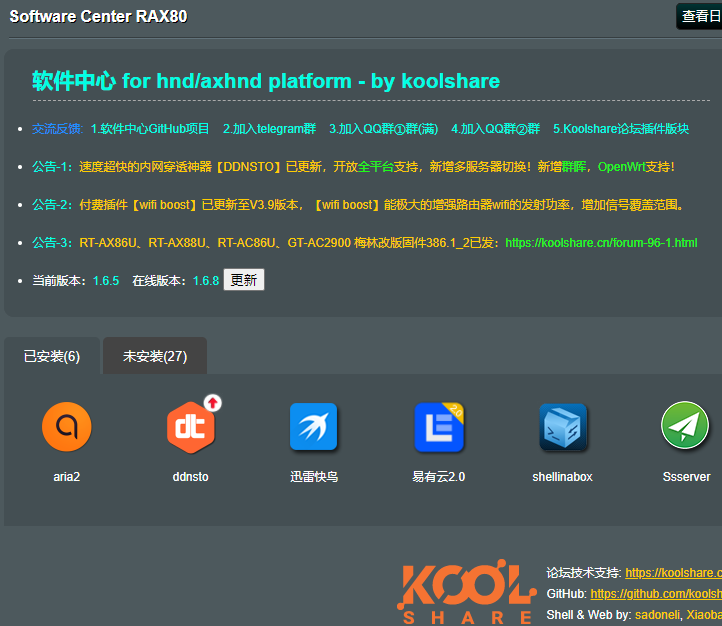 Software Center RAX80
查看日
软件中心 for hnd/axhnd platform - by koolshare
交流反馈: 1.软件中心GitHub项目 2.加入telegram群 3.加入QQ群①群(满) 4.加入QQ群②群 5.Koolshare论坛插件版块
公告-1: 速度超快的内网穿透神器【DDNSTO】已更新，开放全平台支持，新增多服务器切换！新增群晖，OpenWrt支持！
公告-2: 付费插件【wifi boost】已更新至V3.9版本，【wifi boost】能极大的增强路由器wifi的发射功率，增加信号覆盖范围。
公告-3: RT-AX86U、RT-AX88U、RT-AC86U、GT-AC2900 梅林改版固件386.1_2已发：https://koolshare.cn/forum-96-1.html
当前版本：1.6.5 在线版本：1.6.8 更新
已安装(6) 未安装(27)
dt
2.0
aria2 ddnsto 迅雷快鸟 易有云2.0 shellinabox Ssserver
KOOL
SHARE
论坛技术支持: https://koolshare.c
GitHub: https://github.com/koolsh
Shell & Web by: sadoneli, Xiaoba